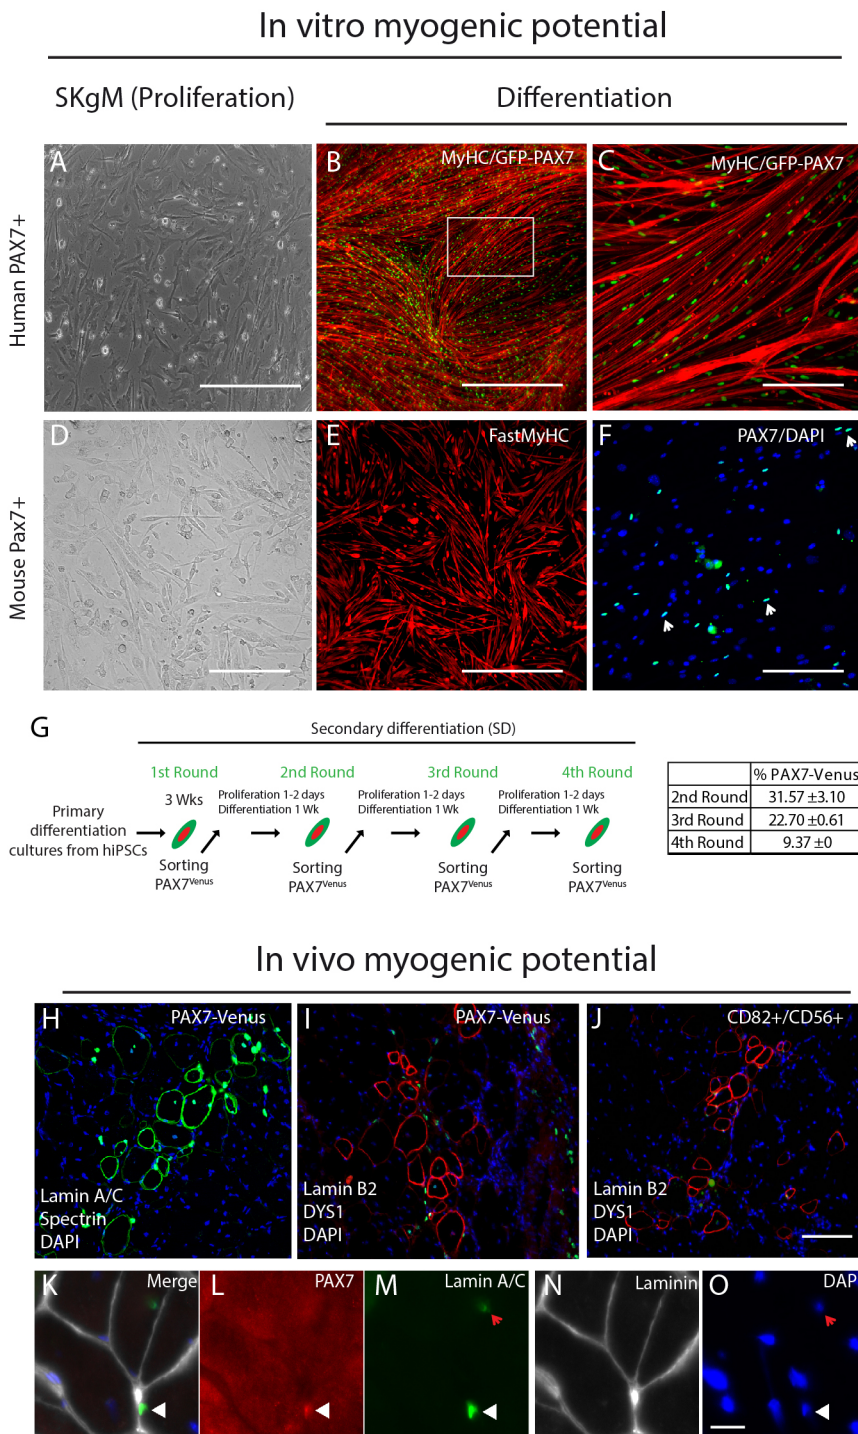 In vitro myogenic potential
SKgM (Proliferation)
Differentiation
Human PAX7+
A
B
MyHC/GFP-PAX7
C
MyHC/GFP-PAX7
Mouse Pax7+
D
E
FastMyHC
F
PAX7/DAPI
G
Secondary differentiation (SD)
1st Round
2nd Round
3rd Round
4th Round
Primary
differentiation
cultures from hiPSCs
3 Wks
Proliferation 1-2 days
Differentiation 1 Wk
Proliferation 1-2 days
Differentiation 1 Wk
Proliferation 1-2 days
Differentiation 1 Wk
Sorting
PAX7Venus
Sorting
PAX7Venus
Sorting
PAX7Venus
Sorting
PAX7Venus
% PAX7-Venus
2nd Round 31.57 ±3.10
3rd Round 22.70 ±0.61
4th Round 9.37 ±0
In vivo myogenic potential
H
PAX7-Venus
Lamin A/C
Spectrin
DAPI
I
PAX7-Venus
Lamin B2
DYS1
DAPI
J
CD82+/CD56+
Lamin B2
DYS1
DAPI
K
Merge
L
PAX7
M
Lamin A/C
N
Laminin
O
DAP